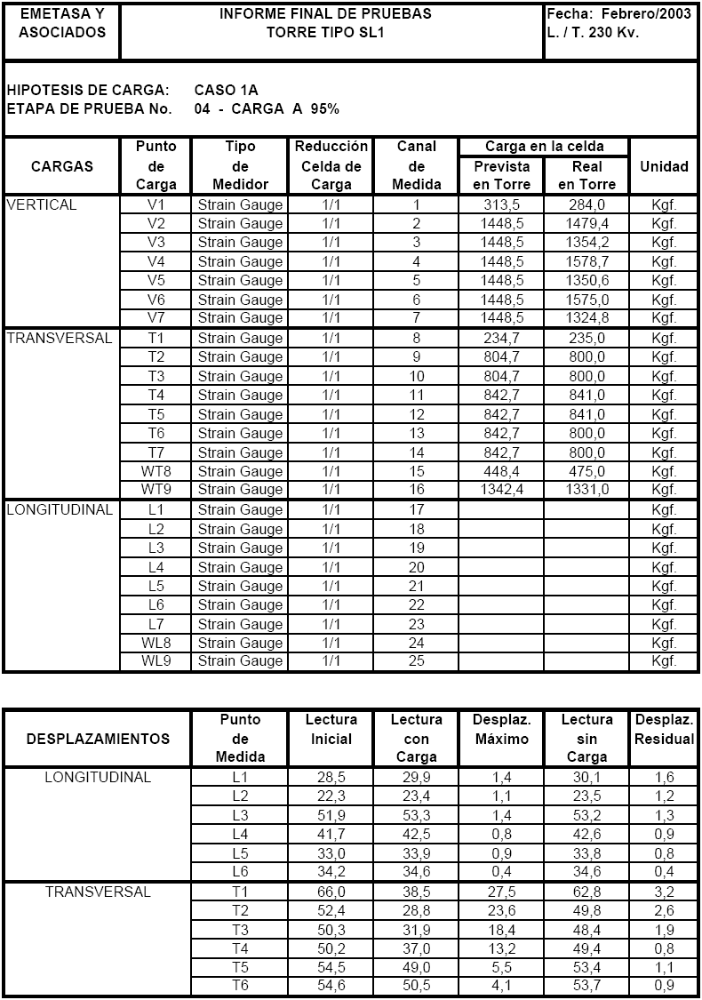 EMETASA Y ASOCIADOS INFORME FINAL DE PRUEBAS TORRE TIPO SL1 Fecha: Febrero/2003 L. / T. 230 Kv.
HIPOTESIS DE CARGA: CASO 1A
ETAPA DE PRUEBA No. 04 - CARGA A 95%
CARGAS Punto de Carga Tipo de Medidor Reducción Celda de Carga Canal de Medida Carga en la celda Prevista en Torre Real en Torre Unidad
VERTICAL V1 Strain Gauge 1/1 1 313,5 284,0 Kgf.
V2 Strain Gauge 1/1 2 1448,5 1479,4 Kgf.
V3 Strain Gauge 1/1 3 1448,5 1354,2 Kgf.
V4 Strain Gauge 1/1 4 1448,5 1578,7 Kgf.
V5 Strain Gauge 1/1 5 1448,5 1350,6 Kgf.
V6 Strain Gauge 1/1 6 1448,5 1575,0 Kgf.
V7 Strain Gauge 1/1 7 1448,5 1324,8 Kgf.
TRANSVERSAL T1 Strain Gauge 1/1 8 234,7 235,0 Kgf.
T2 Strain Gauge 1/1 9 804,7 800,0 Kgf.
T3 Strain Gauge 1/1 10 804,7 800,0 Kgf.
T4 Strain Gauge 1/1 11 842,7 841,0 Kgf.
T5 Strain Gauge 1/1 12 842,7 841,0 Kgf.
T6 Strain Gauge 1/1 13 842,7 800,0 Kgf.
T7 Strain Gauge 1/1 14 842,7 800,0 Kgf.
WT8 Strain Gauge 1/1 15 448,4 475,0 Kgf.
WT9 Strain Gauge 1/1 16 1342,4 1331,0 Kgf.
LONGITUDINAL L1 Strain Gauge 1/1 17 Kgf.
L2 Strain Gauge 1/1 18 Kgf.
L3 Strain Gauge 1/1 19 Kgf.
L4 Strain Gauge 1/1 20 Kgf.
L5 Strain Gauge 1/1 21 Kgf.
L6 Strain Gauge 1/1 22 Kgf.
L7 Strain Gauge 1/1 23 Kgf.
WL8 Strain Gauge 1/1 24 Kgf.
WL9 Strain Gauge 1/1 25 Kgf.
DESPLAZAMIENTOS Punto de Medida Lectura Inicial Lectura con Carga Desplaz. Máximo Lectura sin Carga Desplaz. Residual
LONGITUDINAL L1 28,5 29,9 1,4 30,1 1,6
L2 22,3 23,4 1,1 23,5 1,2
L3 51,9 53,3 1,4 53,2 1,3
L4 41,7 42,5 0,8 42,6 0,9
L5 33,0 33,9 0,9 33,8 0,8
L6 34,2 34,6 0,4 34,6 0,4
TRANSVERSAL T1 66,0 38,5 27,5 62,8 3,2
T2 52,4 28,8 23,6 49,8 2,6
T3 50,3 31,9 18,4 48,4 1,9
T4 50,2 37,0 13,2 49,4 0,8
T5 54,5 49,0 5,5 53,4 1,1
T6 54,6 50,5 4,1 53,7 0,9